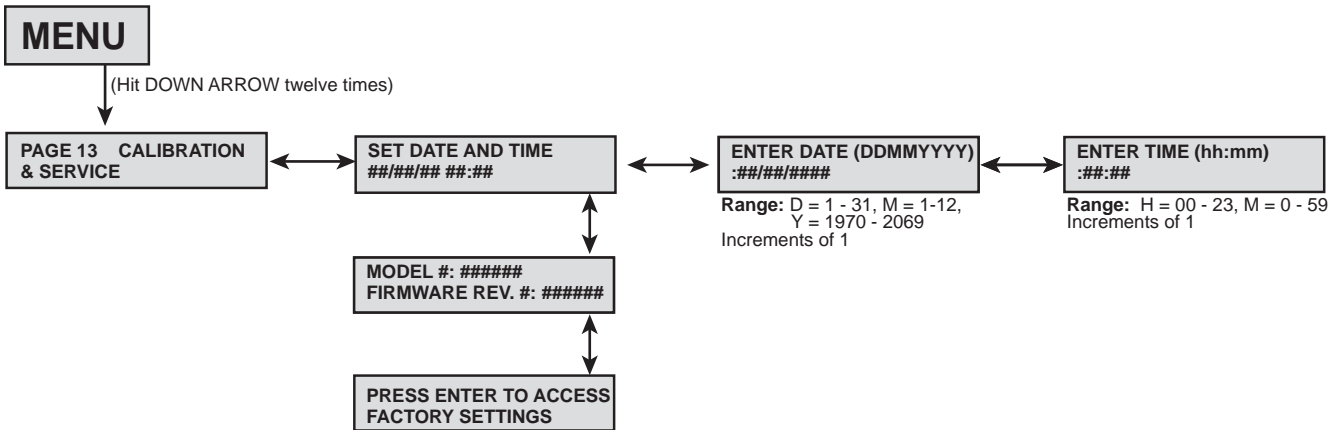 MENU
(Hit DOWN ARROW twelve times)
PAGE 13 CALIBRATION
& SERVICE
SET DATE AND TIME
##/##/## ##:##
ENTER DATE (DDMMYYYY)
:##/##/####
Range: D = 1 - 31, M = 1-12,
Y = 1970 - 2069
Increments of 1
ENTER TIME (hh:mm)
:##:##
Range: H = 00 - 23, M = 0 - 59
Increments of 1
MODEL #: ######
FIRMWARE REV. #: ######
PRESS ENTER TO ACCESS
FACTORY SETTINGS